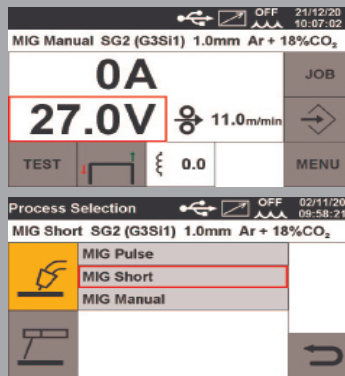 OFF 21/12/20
10:07:02
MIG Manual SG2 (G3Si1) 1.0mm Ar + 18%CO₂
0A
JOB
27.0V
11.0m/min
TEST
0.0
MENU
Process Selection
OFF 02/11/20
09:58:21
MIG Short SG2 (G3Si1) 1.0mm Ar + 18%CO₂
MIG Pulse
MIG Short
MIG Manual